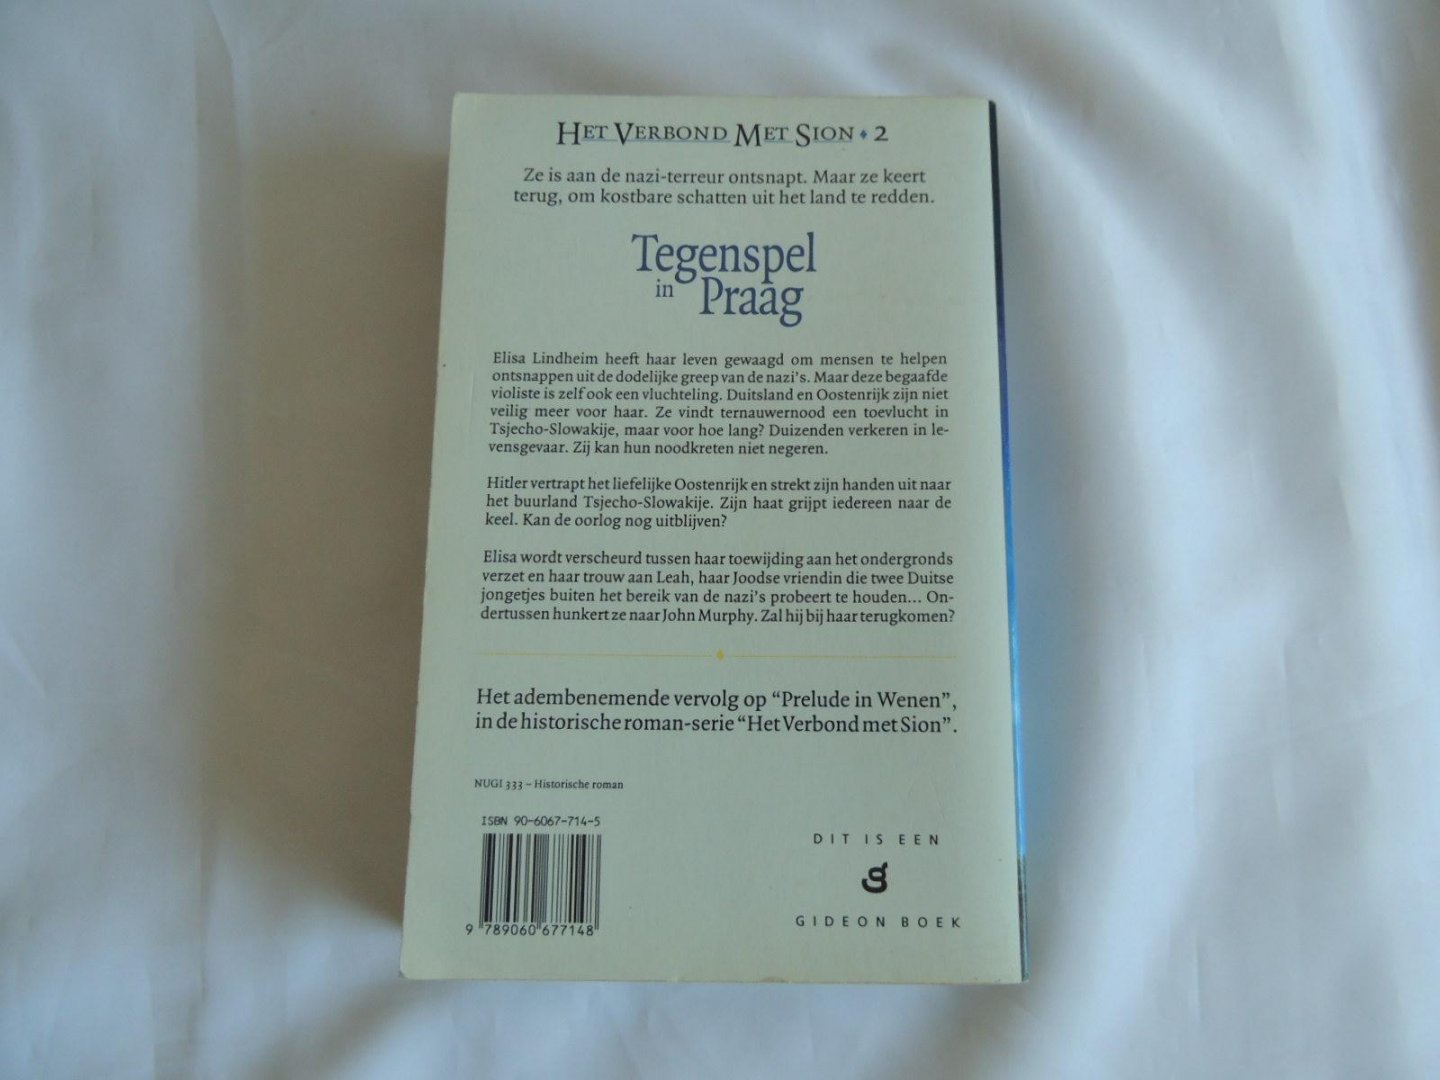 Het Verbond Met Sion ♦ 2
Ze is aan de nazi-terreur ontsnapt. Maar ze keert
terug, om kostbare schatten uit het land te redden.
Tegenspel
in Praag
Elisa Lindheim heeft haar leven gewaagd om mensen te helpen
ontsnappen uit de dodelijke greep van de nazi's. Maar deze begaafde
violiste is zelf ook een vluchteling. Duitsland en Oostenrijk zijn niet
veilig meer voor haar. Ze vindt ternauwernood een toevlucht in
Tsjecho-Slowakije, maar voor hoe lang? Duizenden verkeren in le-
vensgevaar. Zij kan hun noodkreten niet negeren.
Hitler vertrapt het liefelijke Oostenrijk en strekt zijn handen uit naar
het buurland Tsjecho-Slowakije. Zijn haat grijpt iedereen naar de
keel. Kan de oorlog nog uitblijven?
Elisa wordt verscheurd tussen haar toewijding aan het ondergronds
verzet en haar trouw aan Leah, haar Joodse vriendin die twee Duitse
jongetjes buiten het bereik van de nazi's probeert te houden... On-
dertussen hunkert ze naar John Murphy. Zal hij bij haar terugkomen?
Het adembenemende vervolg op “Prelude in Wenen”,
in de historische roman-serie “Het Verbond met Sion”.
NUGI 333 – Historische roman
ISBN 90-6067-714-5
9 789060 677148
DIT IS EEN
GIDEON BOEK